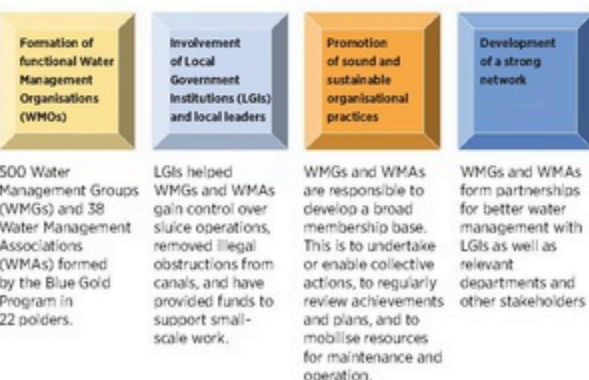 Formation of
functional Water
Management
Organisations
(WMOs)
500 Water
Management Groups
(WMGs) and 38
Water Management
Associations
(WMAs) formed
by the Blue Gold
Program in
22 polders.
Involvement
of Local
Government
Institutions (LGIs)
and local leaders
LGIs helped
WMGs and WMAs
gain control over
sluice operations,
removed illegal
obstructions from
canals, and have
provided funds to
support small-
scale work.
Promotion
of sound and
sustainable
organisational
practices
WMGs and WMAs
are responsible to
develop a broad
membership base.
This is to undertake
or enable collective
actions, to regularly
review achievements
and plans, and to
mobilise resources
for maintenance and
operation.
Development
of a strong
network
WMGs and WMAs
form partnerships
for better water
management with
LGIs as well as
relevant
departments and
other stakeholders